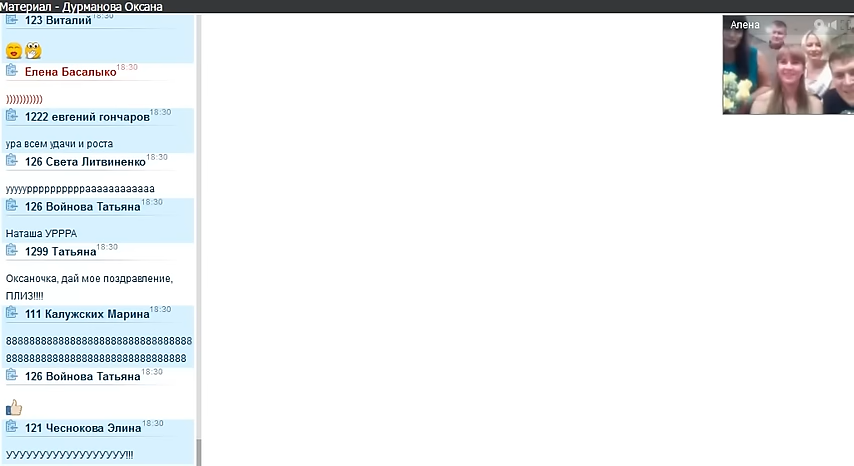 Материал - Дурманова Оксана
123 Виталий 18:30
Елена Басалыко 18:30
)))))))))))
1222 евгений гончаров 18:30
ура всем удачи и роста
126 Света Литвиненко 18:30
ууууурррррррррраааааааааааа
126 Войнова Татьяна 18:30
Наташа УРРРА
1299 Татьяна 18:30
Оксаночка, дай мое поздравление,
ПЛИЗ!!!!
111 Калужских Марина 18:30
88888888888888888888888888888888
8888888888888888888888888888888
126 Войнова Татьяна 18:30
121 Чеснокова Элина 18:30
УУУУУУУУУУУУУУУУУУ!!!
Алена